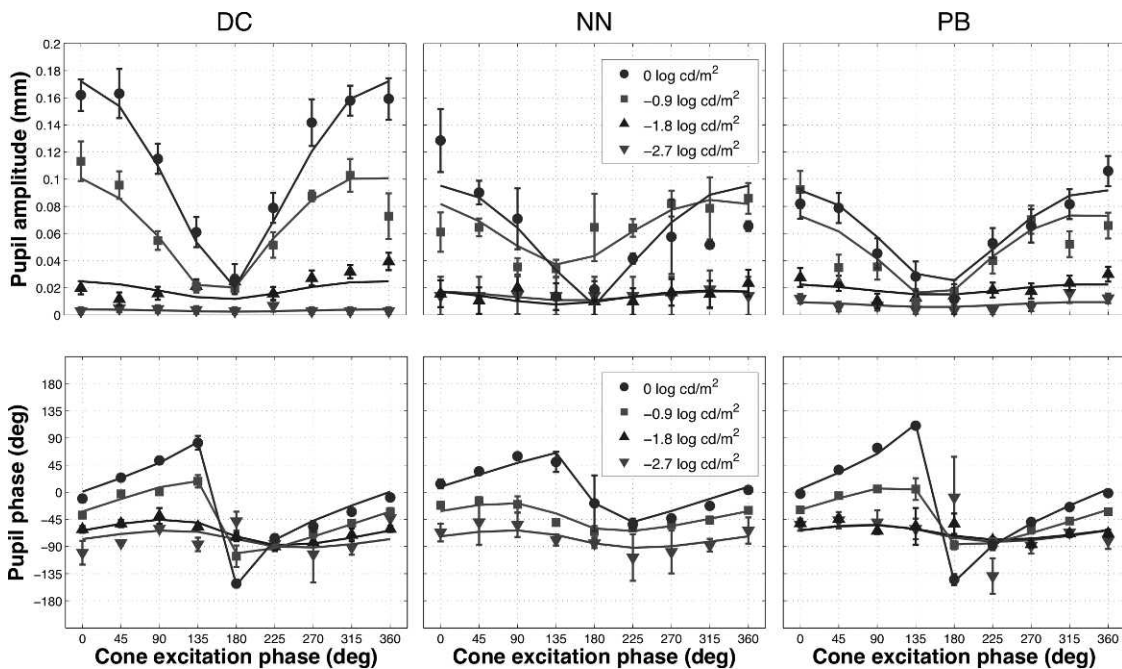 DC NN PB
Pupil amplitude (mm)
0.2
0.18
0.16
0.14
0.12
0.1
0.08
0.06
0.04
0.02
0
0 log cd/m²
−0.9 log cd/m²
−1.8 log cd/m²
−2.7 log cd/m²
Pupil phase (deg)
180
135
90
45
0
−45
−90
−135
−180
0 log cd/m²
−0.9 log cd/m²
−1.8 log cd/m²
−2.7 log cd/m²
0 45 90 135 180 225 270 315 360 0 45 90 135 180 225 270 315 360 0 45 90 135 180 225 270 315 360
Cone excitation phase (deg) Cone excitation phase (deg) Cone excitation phase (deg)